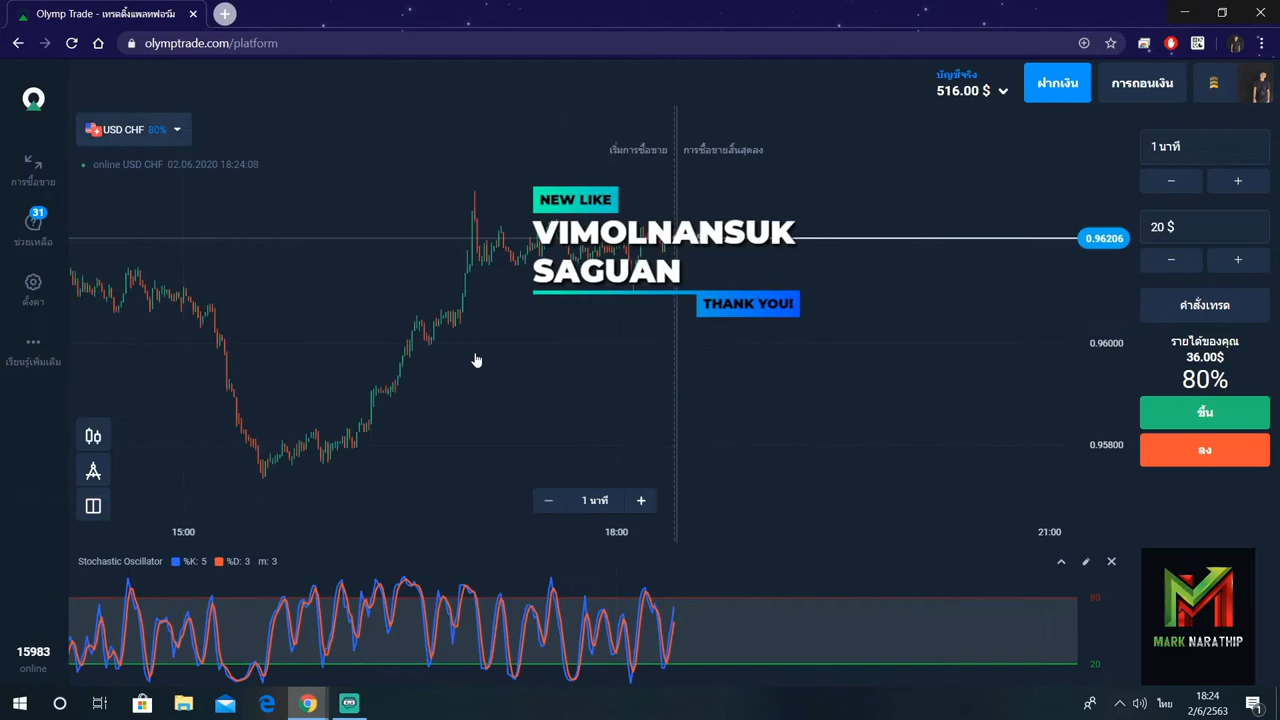 Olymp Trade - เทรดดิ้งแพลทฟอร์ม
olymptrade.com/platform
บัญชีจริง
516.00 $
ฝากเงิน
การถอนเงิน
USD CHF 80%
online USD CHF 02.06.2020 18:24:08
เริ่มการซื้อขาย
การซื้อขายสิ้นสุดลง
การซื้อขาย
31
ช่วยเหลือ
ตั้งค่า
เรียนรู้เพิ่มเติม
NEW LIKE
VIMOLNANSUK
SAGUAN
THANK YOU!
0.96206
0.96000
0.95800
1 นาที
20 $
คำสั่งเทรด
รายได้ของคุณ
36.00$
80%
ขึ้น
ลง
1 นาที
15:00
18:00
21:00
Stochastic Oscillator %K: 5 %D: 3 m: 3
80
20
MARK NARATHIP
15983
online
ไทย
18:24
2/6/2563
1